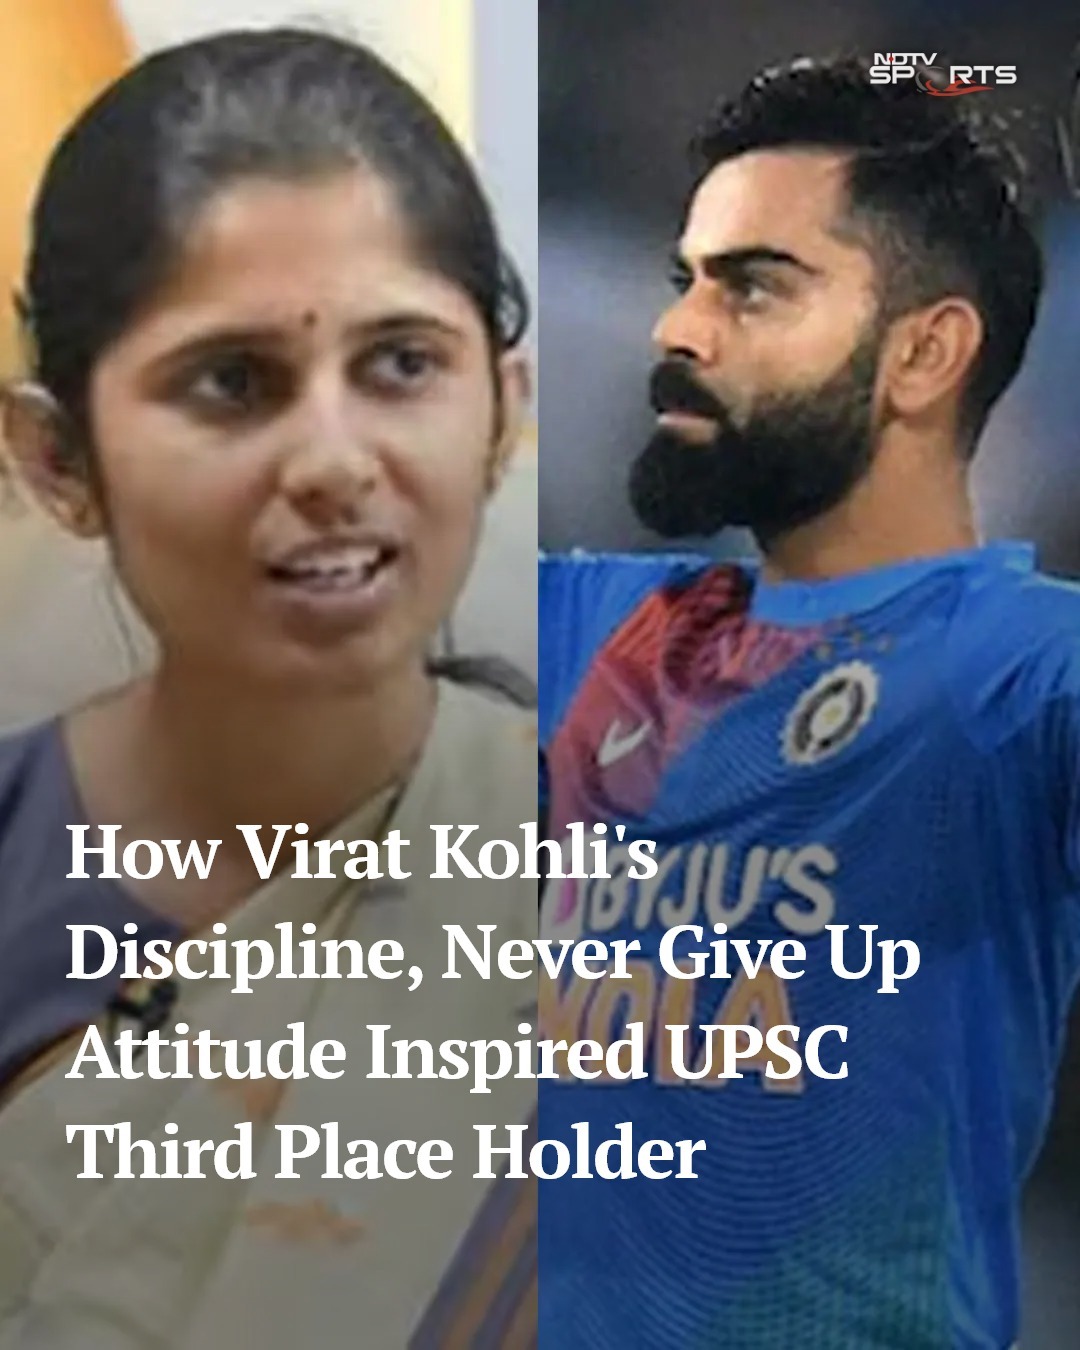 NDTV
SPORTS
BYJU'S
How Virat Kohli's
Discipline, Never Give Up
Attitude Inspired UPSC
Third Place Holder